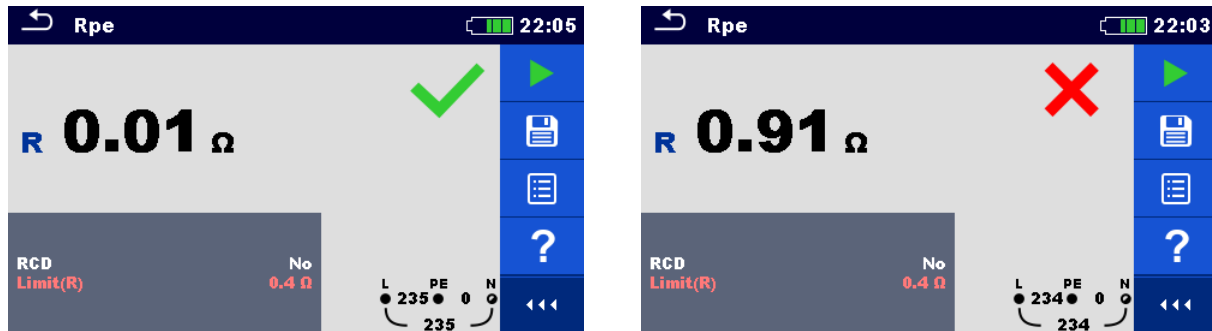 Rpe 22:05
R 0.01 Ω
RCD No
Limit(R) 0.4 Ω
?
L PE N
235 0
235
Rpe 22:03
R 0.91 Ω
RCD No
Limit(R) 0.4 Ω
?
L PE N
234 0
234